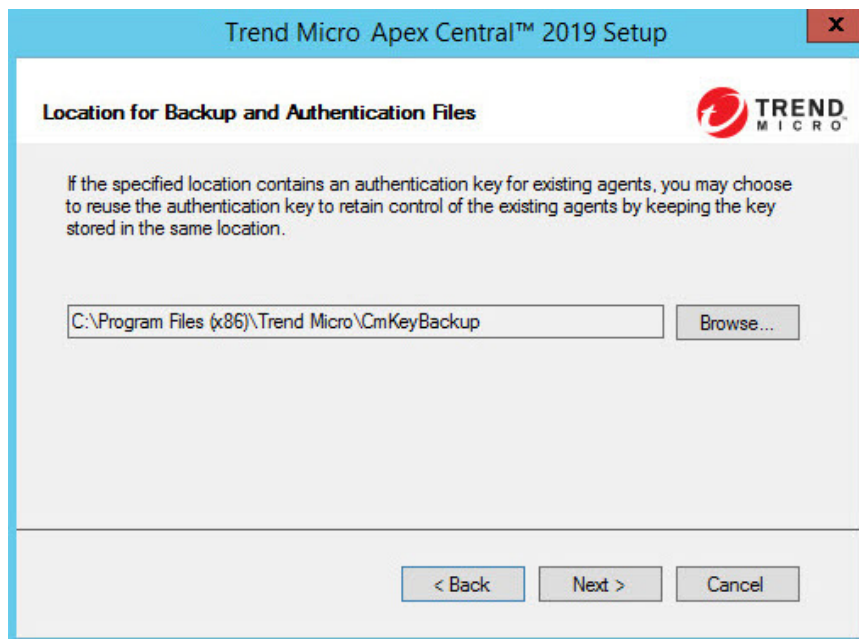 Trend Micro Apex Central™ 2019 Setup
x
Location for Backup and Authentication Files
TREND
MICRO™
If the specified location contains an authentication key for existing agents, you may choose
to reuse the authentication key to retain control of the existing agents by keeping the key
stored in the same location.
C:\Program Files (x86)\Trend Micro\CmKeyBackup
Browse...
< Back
Next >
Cancel